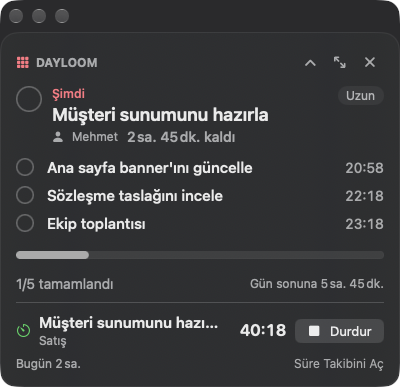 DAYLOOM
Şimdi
Uzun
Müşteri sunumunu hazırla
Mehmet 2 sa. 45 dk. kaldı
Ana sayfa banner'ını güncelle 20:58
Sözleşme taslağını incele 22:18
Ekip toplantısı 23:18
1/5 tamamlandı Gün sonuna 5 sa. 45 dk.
Müşteri sunumunu hazı... 40:18 Durdur
Satış
Bugün 2 sa. Süre Takibini Aç